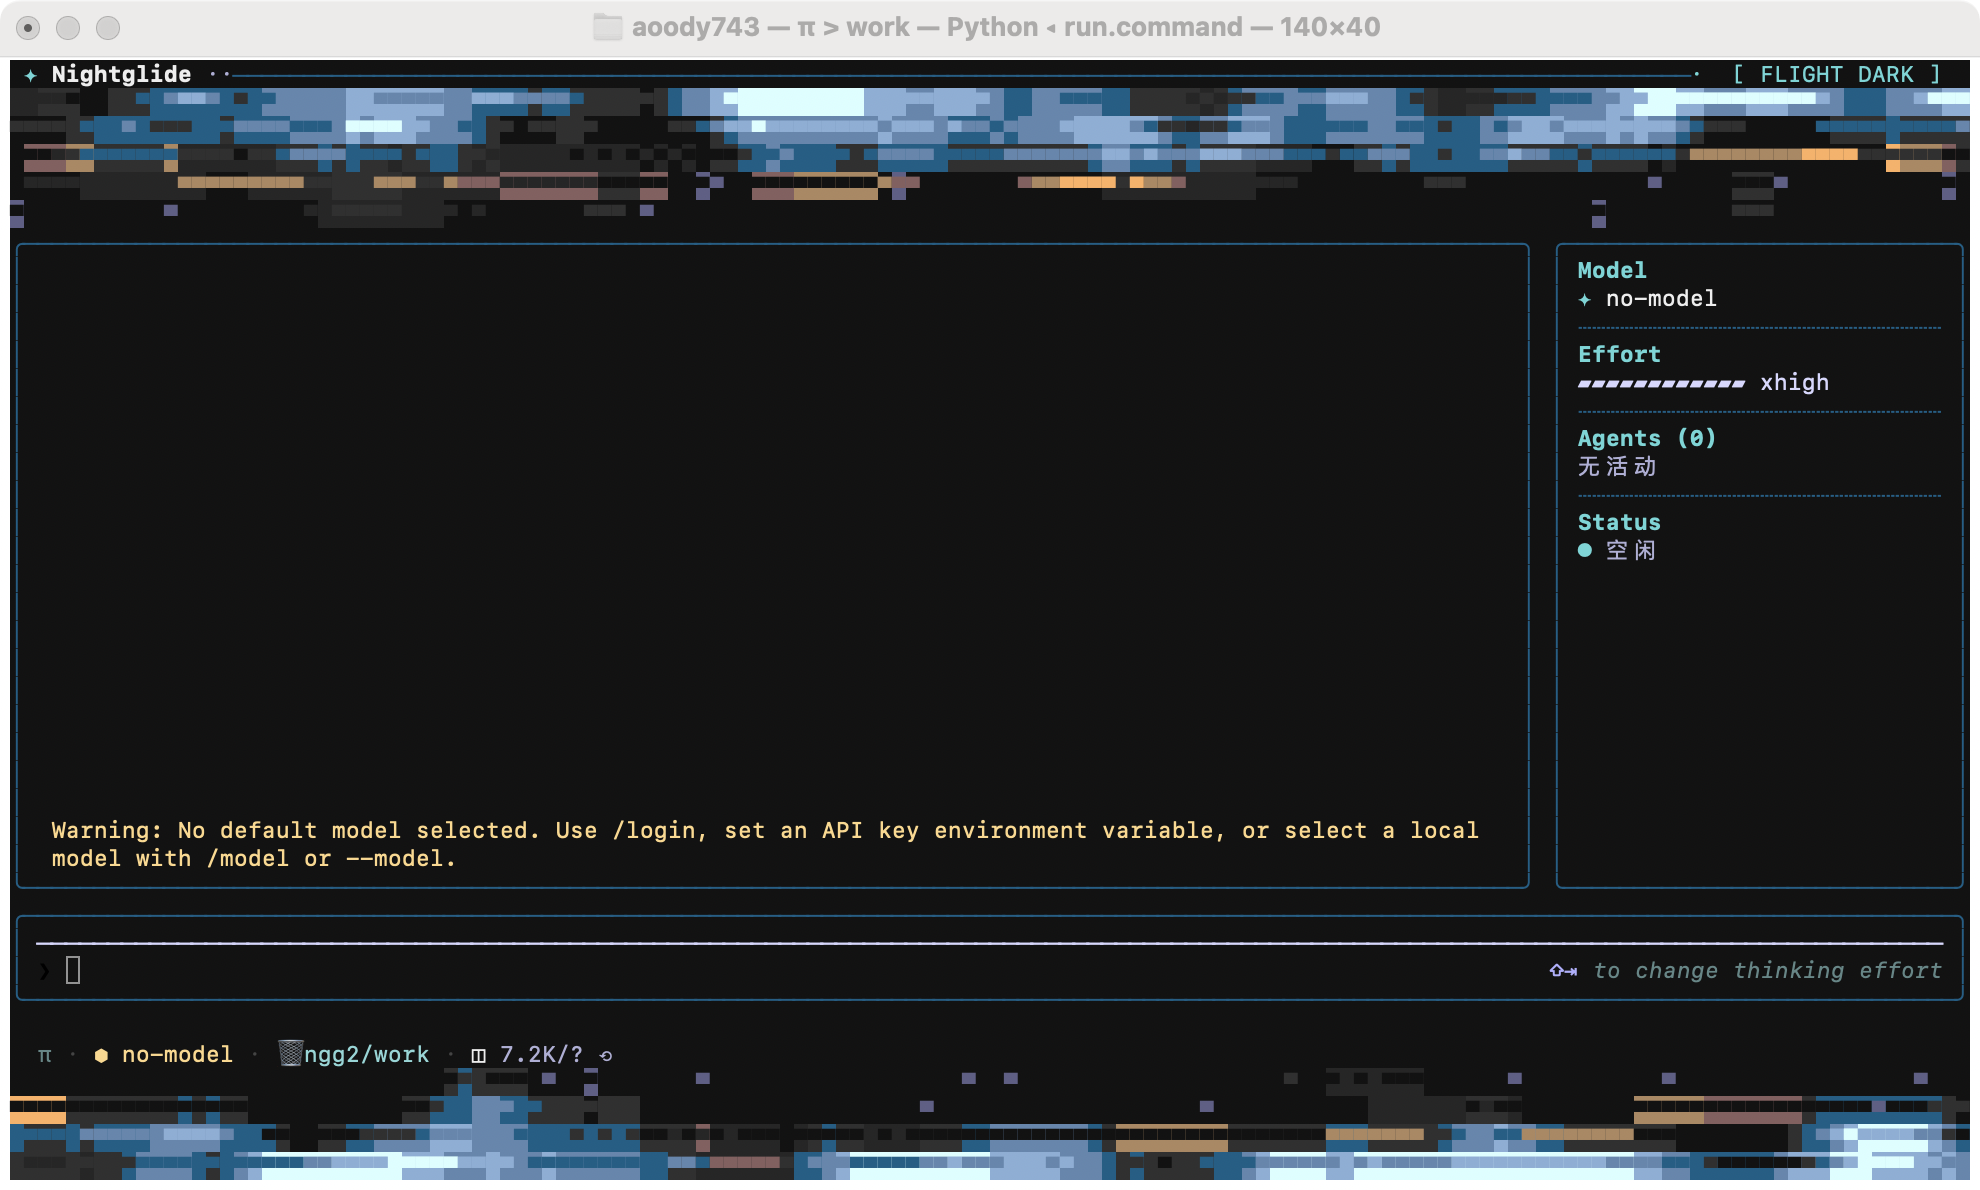 aoody743 — π > work — Python ◂ run.command — 140×40
✦ Nightglide ··
[ FLIGHT DARK ]
Model
✦ no-model
Effort
xhigh
Agents (0)
无活动
Status
● 空闲
Warning: No default model selected. Use /login, set an API key environment variable, or select a local
model with /model or --model.
❯
⇧⇥ to change thinking effort
π · ⬢ no-model · 🗑ngg2/work · ◫ 7.2K/? ⟲